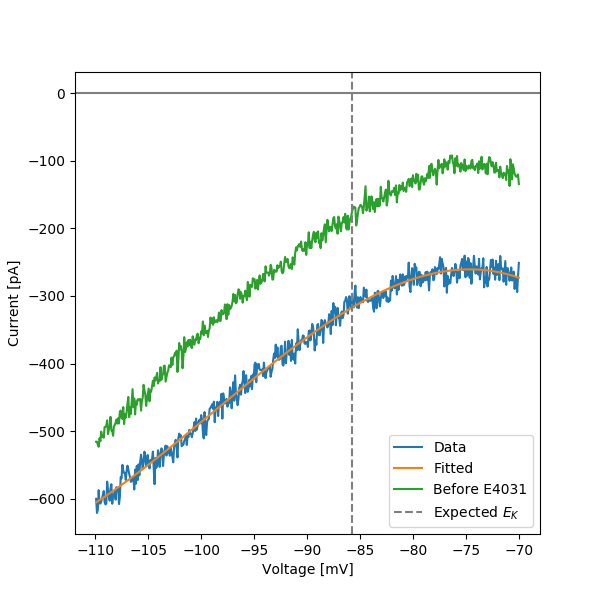 0
−100
−200
−300
−400
−500
−600
Current [pA]
Data
Fitted
Before E4031
Expected E_K
−110 −105 −100 −95 −90 −85 −80 −75 −70
Voltage [mV]